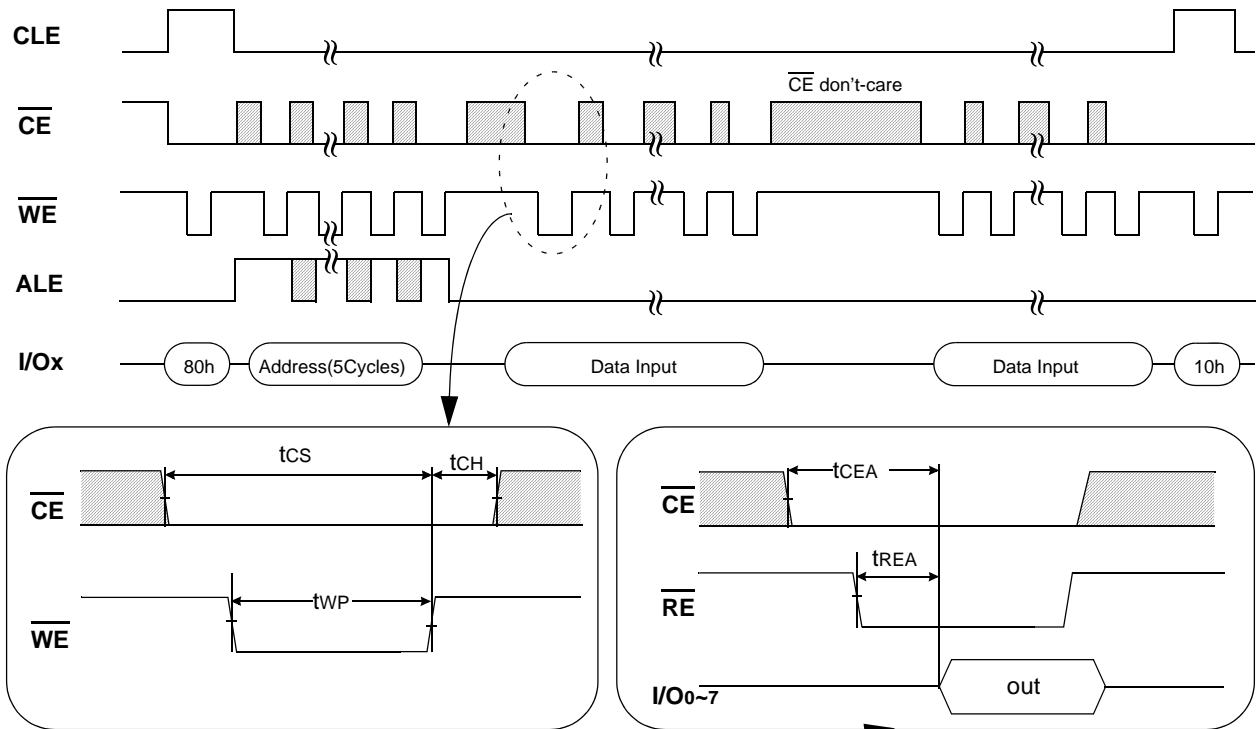 CLE
CE don't-care
CE
WE
ALE
I/Ox 80h Address(5Cycles) Data Input Data Input 10h
tCS tCH
CE
tWP
WE
tCEA
CE
tREA
RE
I/O0~7 out